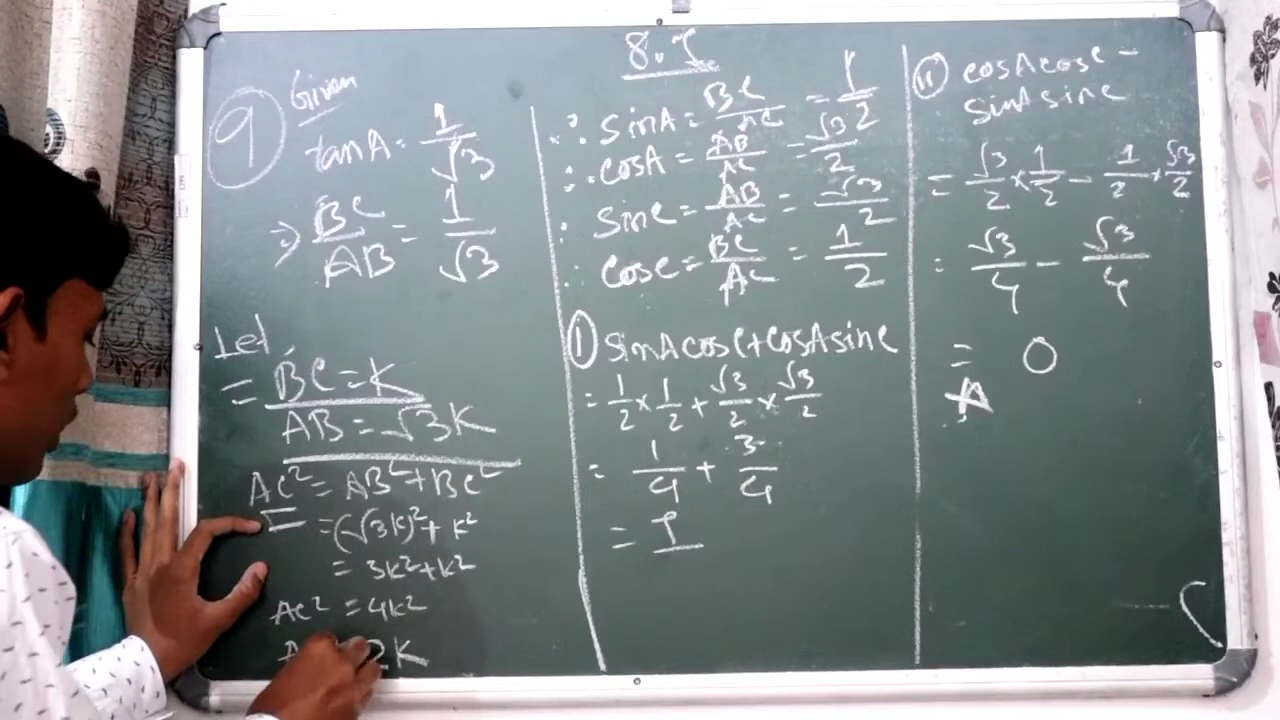 8.1
9
Given
tanA = 1/√3
⇒ BC/AB = 1/√3
Let,
= BC = K
AB = √3K
AC² = AB² + BC²
= (√3K)² + K²
= 3K² + K²
AC² = 4K²
A 2K
∴ sinA = BC/AC = 1/2
∴ cosA = AB/AC = √3/2
: sinC = AB/AC = √3/2
∴ cosC = BC/AC = 1/2
(i) sinA cosC + cosA sinC
= 1/2 × 1/2 + √3/2 × √3/2
= 1/4 + 3/4
= 1
(ii) cosA cosC -
sinA sinC
= √3/2 × 1/2 - 1/2 × √3/2
= √3/4 - √3/4
= 0